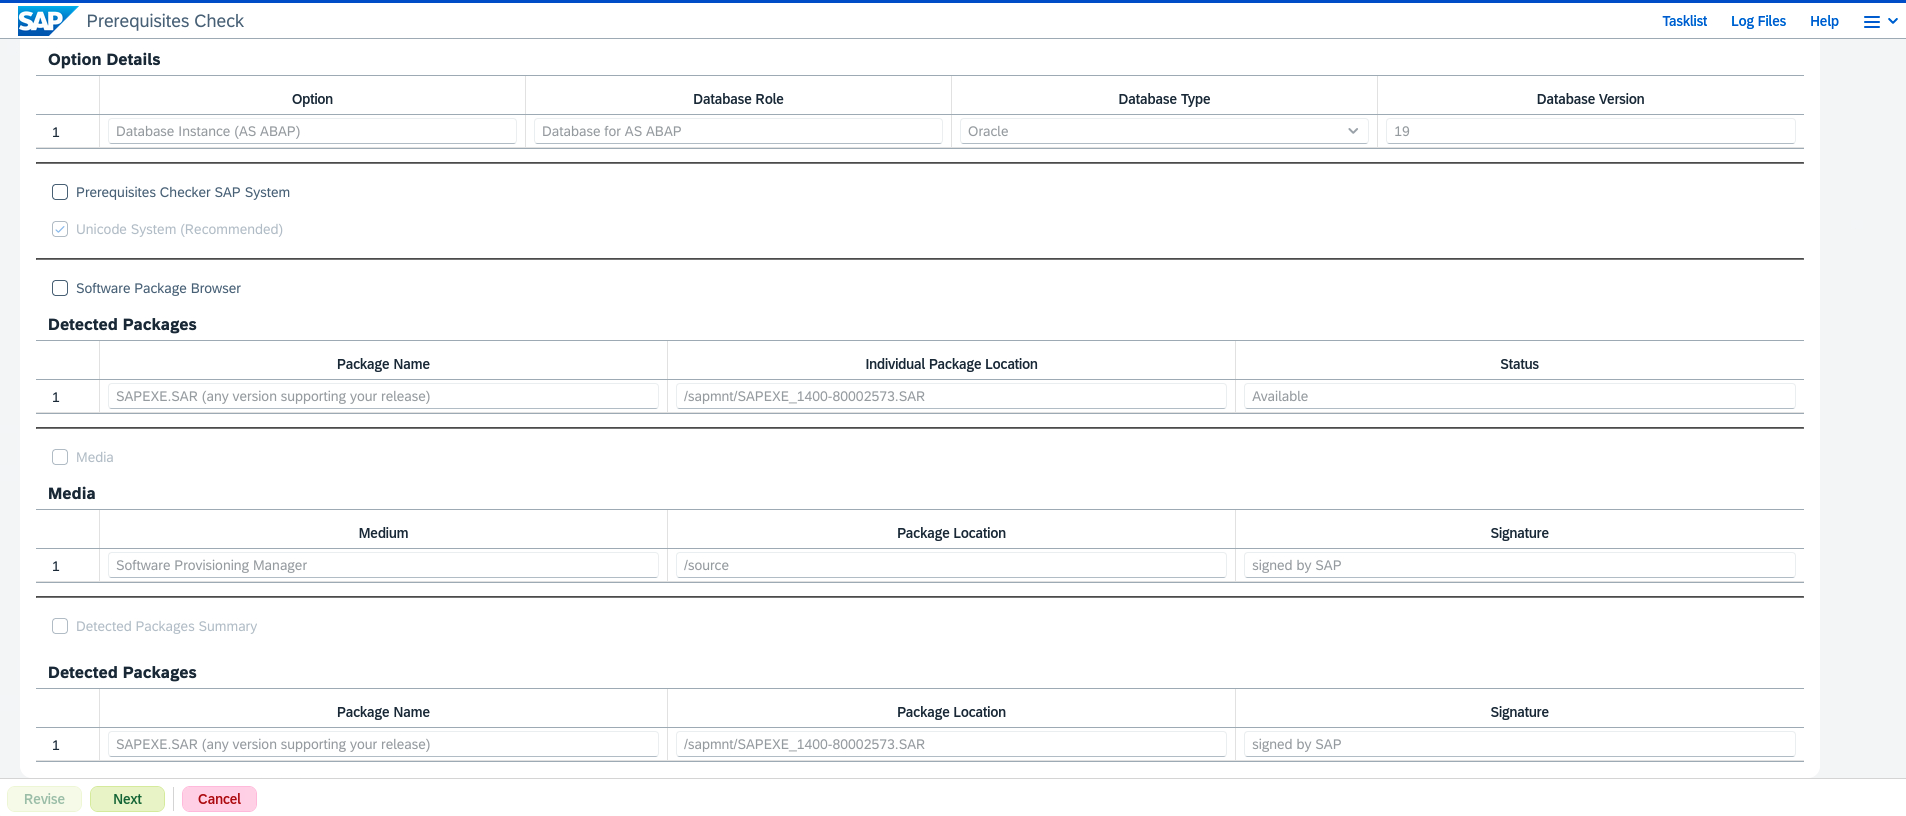 SAP Prerequisites Check Tasklist Log Files Help
Option Details
Option Database Role Database Type Database Version
1 Database Instance (AS ABAP) Database for AS ABAP Oracle 19
Prerequisites Checker SAP System
Unicode System (Recommended)
Software Package Browser
Detected Packages
Package Name Individual Package Location Status
1 SAPEXE.SAR (any version supporting your release) /sapmnt/SAPEXE_1400-80002573.SAR Available
Media
Media
Medium Package Location Signature
1 Software Provisioning Manager /source signed by SAP
Detected Packages Summary
Detected Packages
Package Name Package Location Signature
1 SAPEXE.SAR (any version supporting your release) /sapmnt/SAPEXE_1400-80002573.SAR signed by SAP
Revise Next Cancel